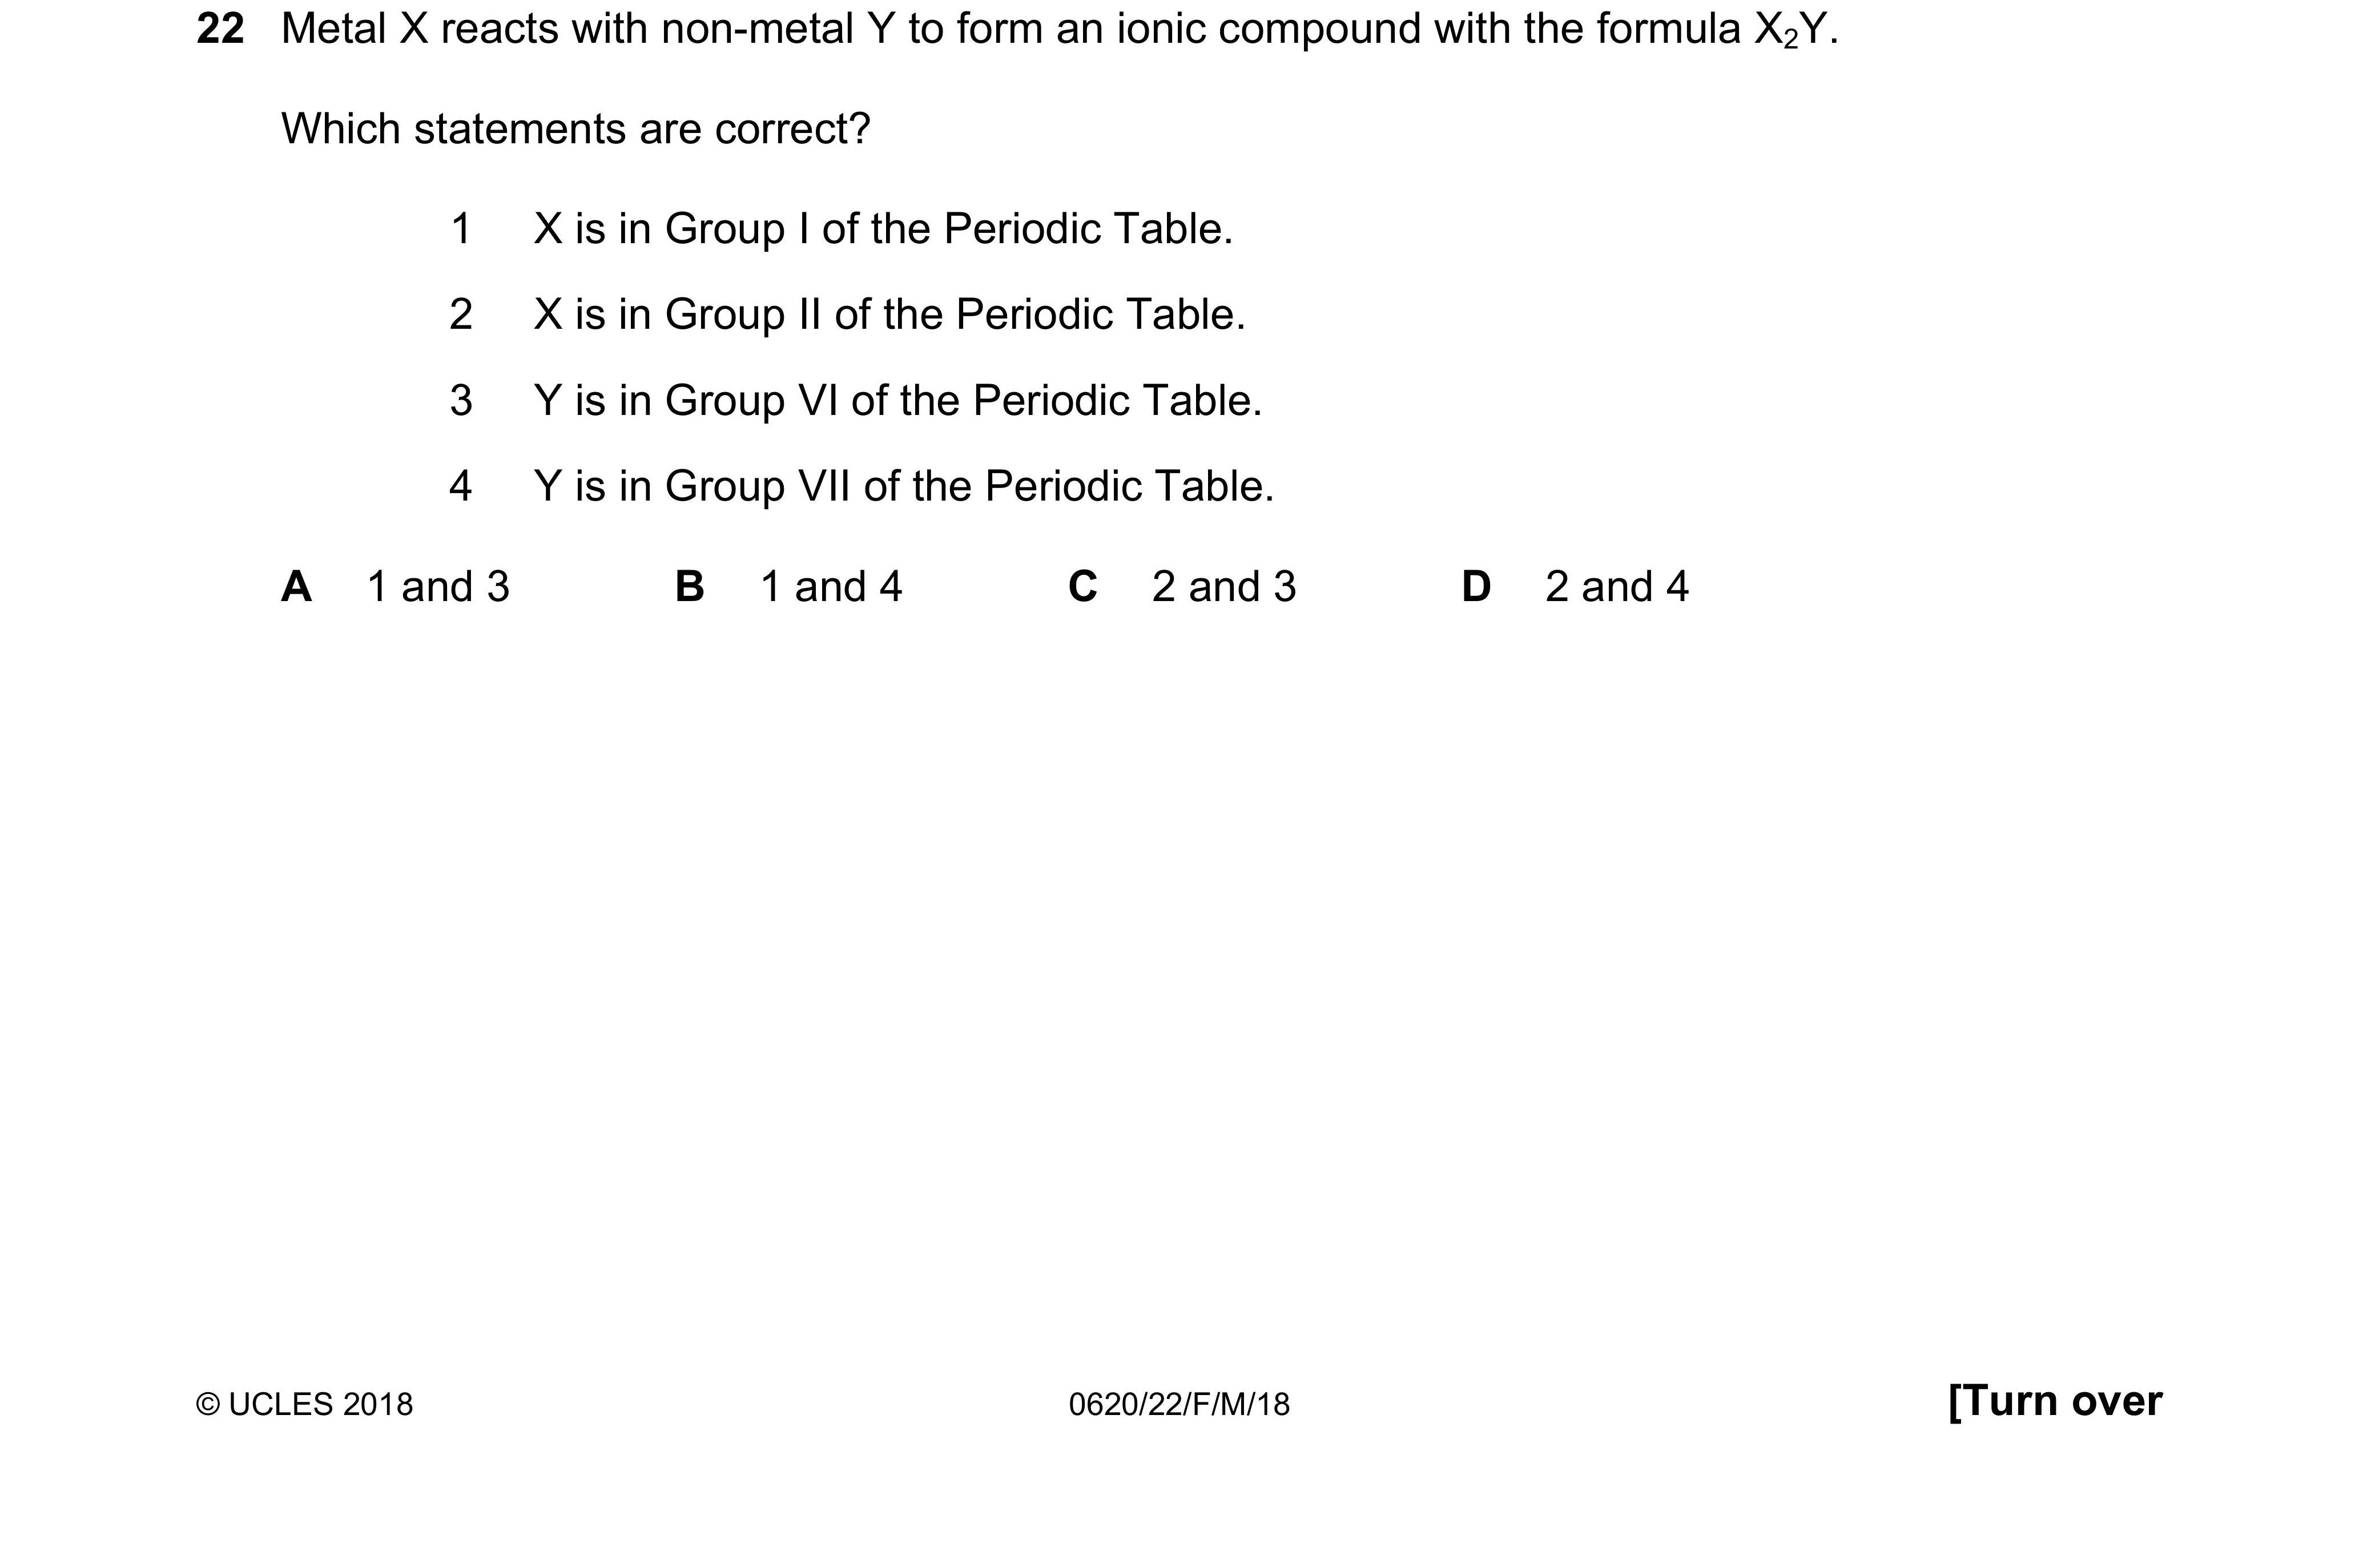 22 Metal X reacts with non-metal Y to form an ionic compound with the formula X₂Y.
Which statements are correct?
1 X is in Group I of the Periodic Table.
2 X is in Group II of the Periodic Table.
3 Y is in Group VI of the Periodic Table.
4 Y is in Group VII of the Periodic Table.
A 1 and 3 B 1 and 4 C 2 and 3 D 2 and 4
© UCLES 2018 0620/22/F/M/18 [Turn over